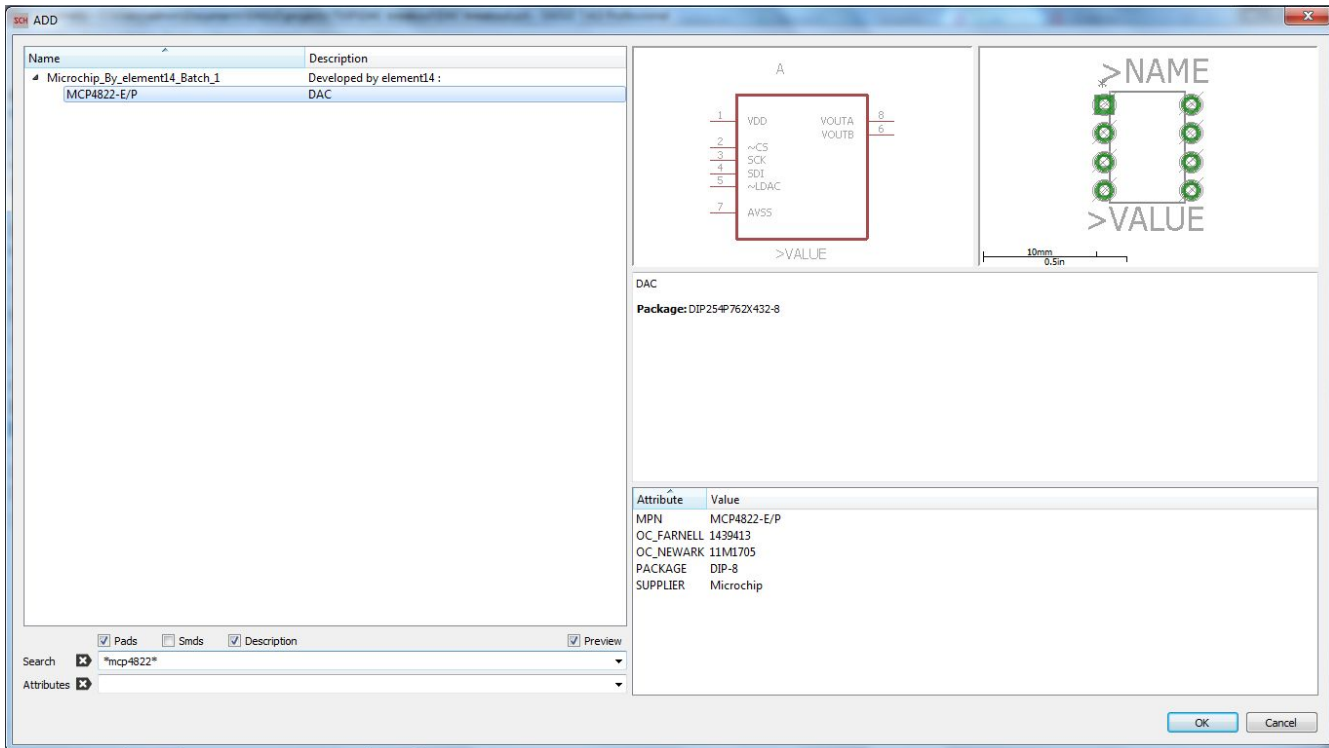 SCH ADD
Name Description
Microchip_By_element14_Batch_1 Developed by element14 :
MCP4822-E/P DAC
Pads Smds Description Preview
Search *mcp4822*
Attributes
A
1 VDD VOUTA 8
VOUTB 6
2 ~CS
3 SCK
4 SDI
5 ~LDAC
7 AVSS
>VALUE
>NAME
>VALUE
10mm
0.5in
DAC
Package: DIP254P762X432-8
Attribute Value
MPN MCP4822-E/P
OC_FARNELL 1439413
OC_NEWARK 11M1705
PACKAGE DIP-8
SUPPLIER Microchip
OK Cancel